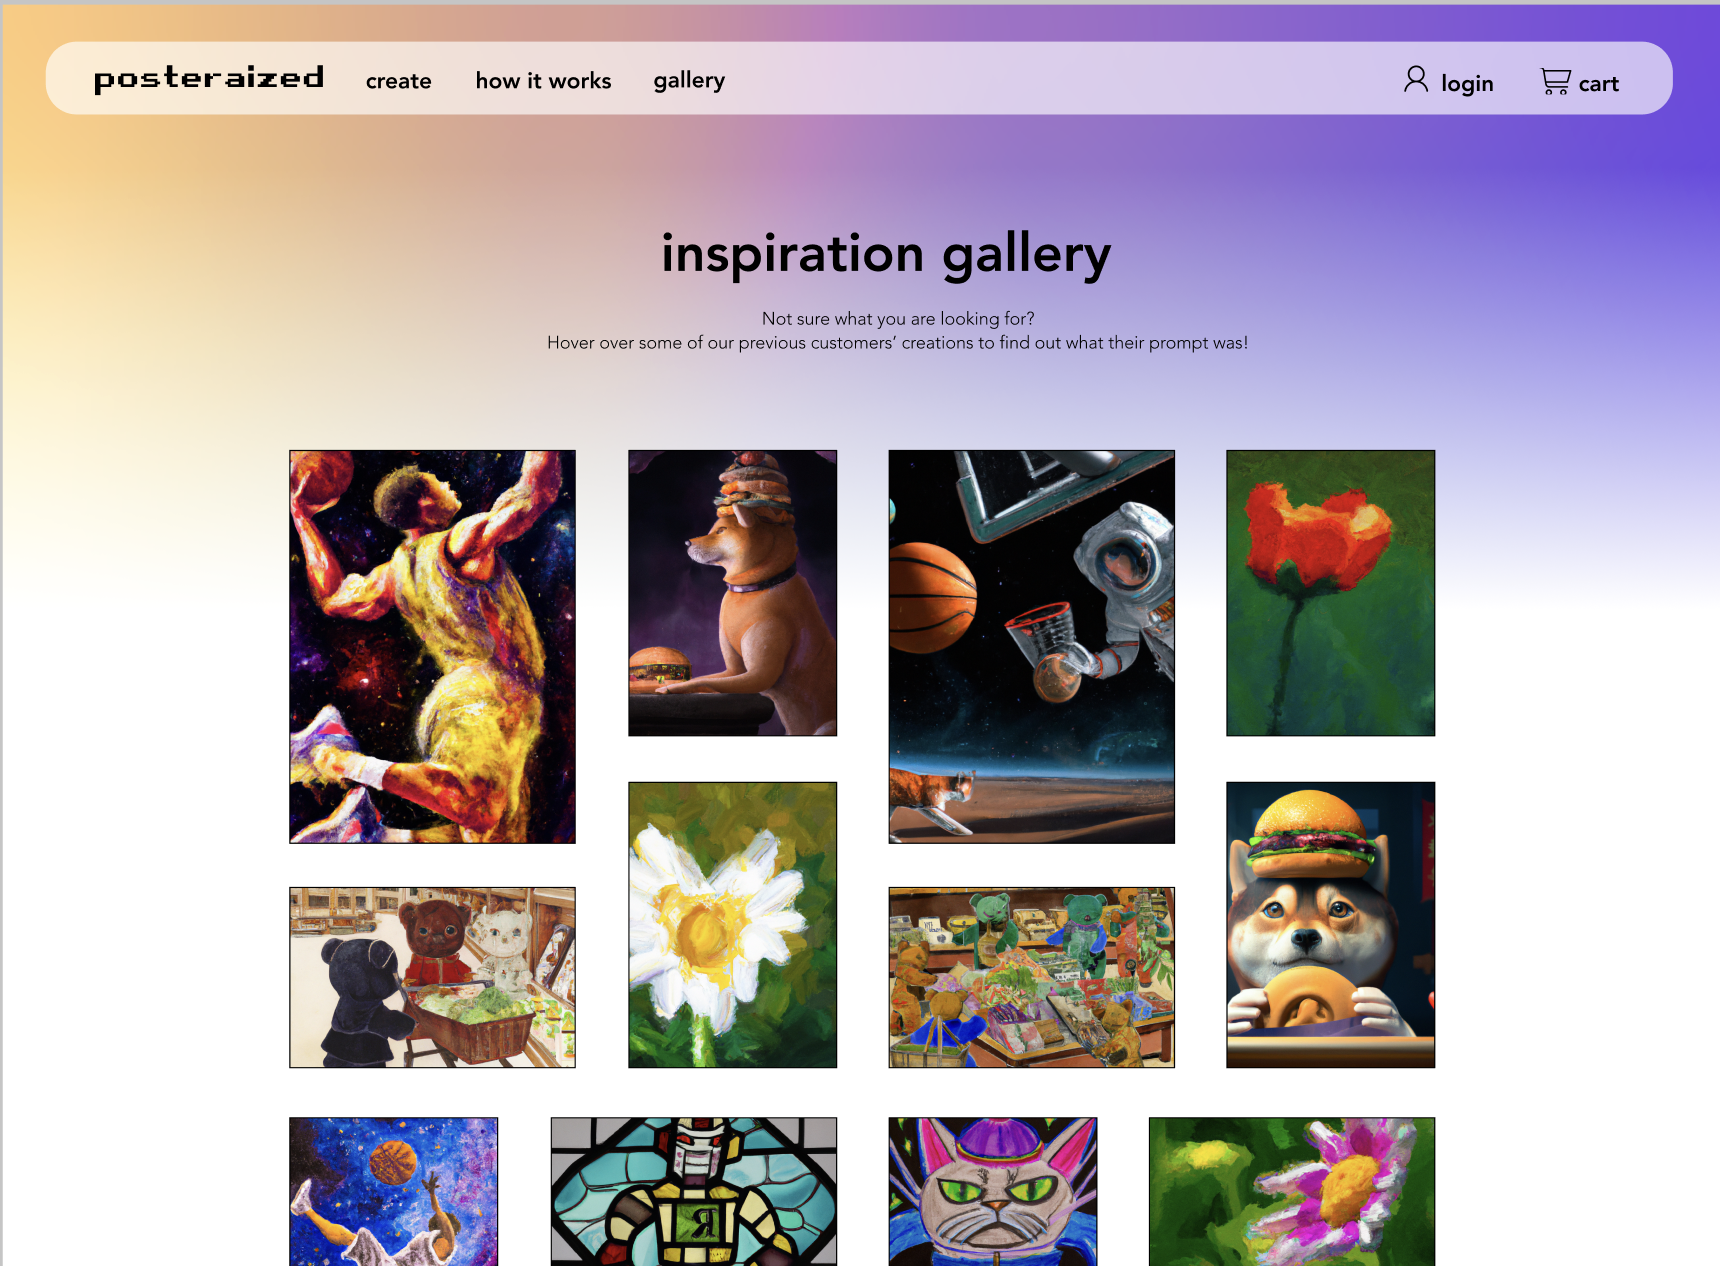 posteraized
create
how it works
gallery
login
cart
inspiration gallery
Not sure what you are looking for?
Hover over some of our previous customers’ creations to find out what their prompt was!